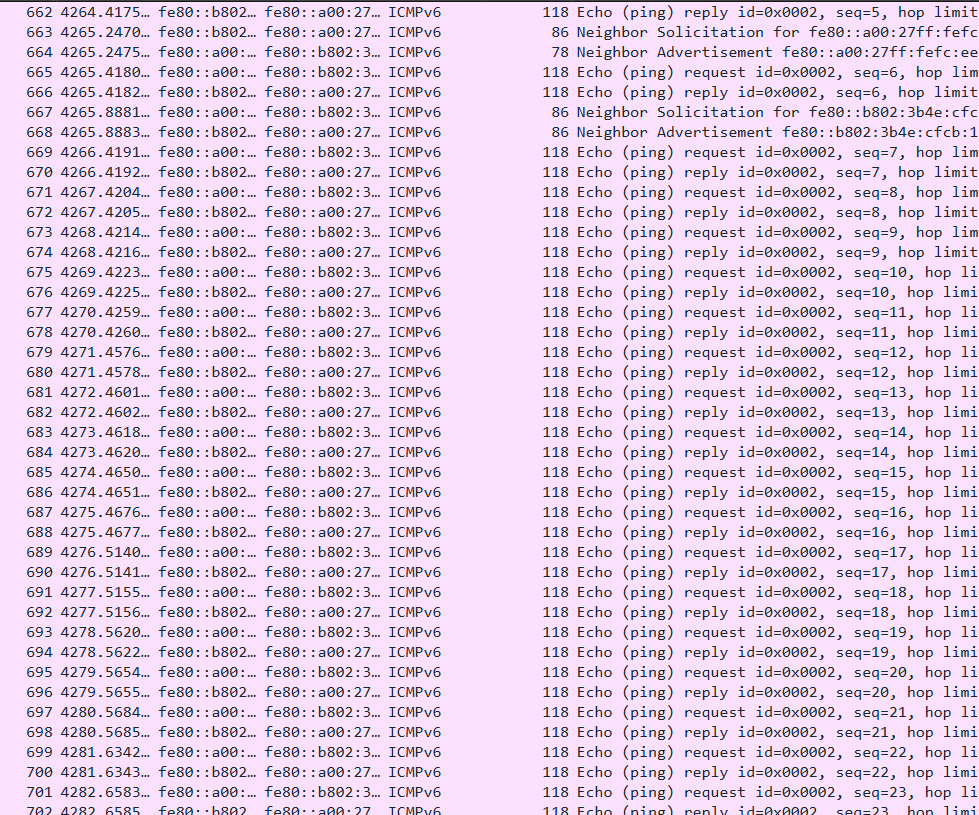 662 4264.4175… fe80::b802… fe80::a00:27… ICMPv6 118 Echo (ping) reply id=0x0002, seq=5, hop limit
663 4265.2470… fe80::b802… fe80::a00:27… ICMPv6 86 Neighbor Solicitation for fe80::a00:27ff:fefc
664 4265.2475… fe80::a00:… fe80::b802:3… ICMPv6 78 Neighbor Advertisement fe80::a00:27ff:fefc:ee
665 4265.4180… fe80::a00:… fe80::b802:3… ICMPv6 118 Echo (ping) request id=0x0002, seq=6, hop lim
666 4265.4182… fe80::b802… fe80::a00:27… ICMPv6 118 Echo (ping) reply id=0x0002, seq=6, hop limit
667 4265.8881… fe80::a00:… fe80::b802:3… ICMPv6 86 Neighbor Solicitation for fe80::b802:3b4e:cfc
668 4265.8883… fe80::b802… fe80::a00:27… ICMPv6 86 Neighbor Advertisement fe80::b802:3b4e:cfcb:1
669 4266.4191… fe80::a00:… fe80::b802:3… ICMPv6 118 Echo (ping) request id=0x0002, seq=7, hop lim
670 4266.4192… fe80::b802… fe80::a00:27… ICMPv6 118 Echo (ping) reply id=0x0002, seq=7, hop limit
671 4267.4204… fe80::a00:… fe80::b802:3… ICMPv6 118 Echo (ping) request id=0x0002, seq=8, hop lim
672 4267.4205… fe80::b802… fe80::a00:27… ICMPv6 118 Echo (ping) reply id=0x0002, seq=8, hop limit
673 4268.4214… fe80::a00:… fe80::b802:3… ICMPv6 118 Echo (ping) request id=0x0002, seq=9, hop lim
674 4268.4216… fe80::b802… fe80::a00:27… ICMPv6 118 Echo (ping) reply id=0x0002, seq=9, hop limit
675 4269.4223… fe80::a00:… fe80::b802:3… ICMPv6 118 Echo (ping) request id=0x0002, seq=10, hop li
676 4269.4225… fe80::b802… fe80::a00:27… ICMPv6 118 Echo (ping) reply id=0x0002, seq=10, hop limi
677 4270.4259… fe80::a00:… fe80::b802:3… ICMPv6 118 Echo (ping) request id=0x0002, seq=11, hop li
678 4270.4260… fe80::b802… fe80::a00:27… ICMPv6 118 Echo (ping) reply id=0x0002, seq=11, hop limi
679 4271.4576… fe80::a00:… fe80::b802:3… ICMPv6 118 Echo (ping) request id=0x0002, seq=12, hop li
680 4271.4578… fe80::b802… fe80::a00:27… ICMPv6 118 Echo (ping) reply id=0x0002, seq=12, hop limi
681 4272.4601… fe80::a00:… fe80::b802:3… ICMPv6 118 Echo (ping) request id=0x0002, seq=13, hop li
682 4272.4602… fe80::b802… fe80::a00:27… ICMPv6 118 Echo (ping) reply id=0x0002, seq=13, hop limi
683 4273.4618… fe80::a00:… fe80::b802:3… ICMPv6 118 Echo (ping) request id=0x0002, seq=14, hop li
684 4273.4620… fe80::b802… fe80::a00:27… ICMPv6 118 Echo (ping) reply id=0x0002, seq=14, hop limi
685 4274.4650… fe80::a00:… fe80::b802:3… ICMPv6 118 Echo (ping) request id=0x0002, seq=15, hop li
686 4274.4651… fe80::b802… fe80::a00:27… ICMPv6 118 Echo (ping) reply id=0x0002, seq=15, hop limi
687 4275.4676… fe80::a00:… fe80::b802:3… ICMPv6 118 Echo (ping) request id=0x0002, seq=16, hop li
688 4275.4677… fe80::b802… fe80::a00:27… ICMPv6 118 Echo (ping) reply id=0x0002, seq=16, hop limi
689 4276.5140… fe80::a00:… fe80::b802:3… ICMPv6 118 Echo (ping) request id=0x0002, seq=17, hop li
690 4276.5141… fe80::b802… fe80::a00:27… ICMPv6 118 Echo (ping) reply id=0x0002, seq=17, hop limi
691 4277.5155… fe80::a00:… fe80::b802:3… ICMPv6 118 Echo (ping) request id=0x0002, seq=18, hop li
692 4277.5156… fe80::b802… fe80::a00:27… ICMPv6 118 Echo (ping) reply id=0x0002, seq=18, hop limi
693 4278.5620… fe80::a00:… fe80::b802:3… ICMPv6 118 Echo (ping) request id=0x0002, seq=19, hop li
694 4278.5622… fe80::b802… fe80::a00:27… ICMPv6 118 Echo (ping) reply id=0x0002, seq=19, hop limi
695 4279.5654… fe80::a00:… fe80::b802:3… ICMPv6 118 Echo (ping) request id=0x0002, seq=20, hop li
696 4279.5655… fe80::b802… fe80::a00:27… ICMPv6 118 Echo (ping) reply id=0x0002, seq=20, hop limi
697 4280.5684… fe80::a00:… fe80::b802:3… ICMPv6 118 Echo (ping) request id=0x0002, seq=21, hop li
698 4280.5685… fe80::b802… fe80::a00:27… ICMPv6 118 Echo (ping) reply id=0x0002, seq=21, hop limi
699 4281.6342… fe80::a00:… fe80::b802:3… ICMPv6 118 Echo (ping) request id=0x0002, seq=22, hop li
700 4281.6343… fe80::b802… fe80::a00:27… ICMPv6 118 Echo (ping) reply id=0x0002, seq=22, hop limi
701 4282.6583… fe80::a00:… fe80::b802:3… ICMPv6 118 Echo (ping) request id=0x0002, seq=23, hop li
702 4282.6585… fe80::b802… fe80::a00:27… ICMPv6 118 Echo (ping) reply id=0x0002, seq=23, hop limi